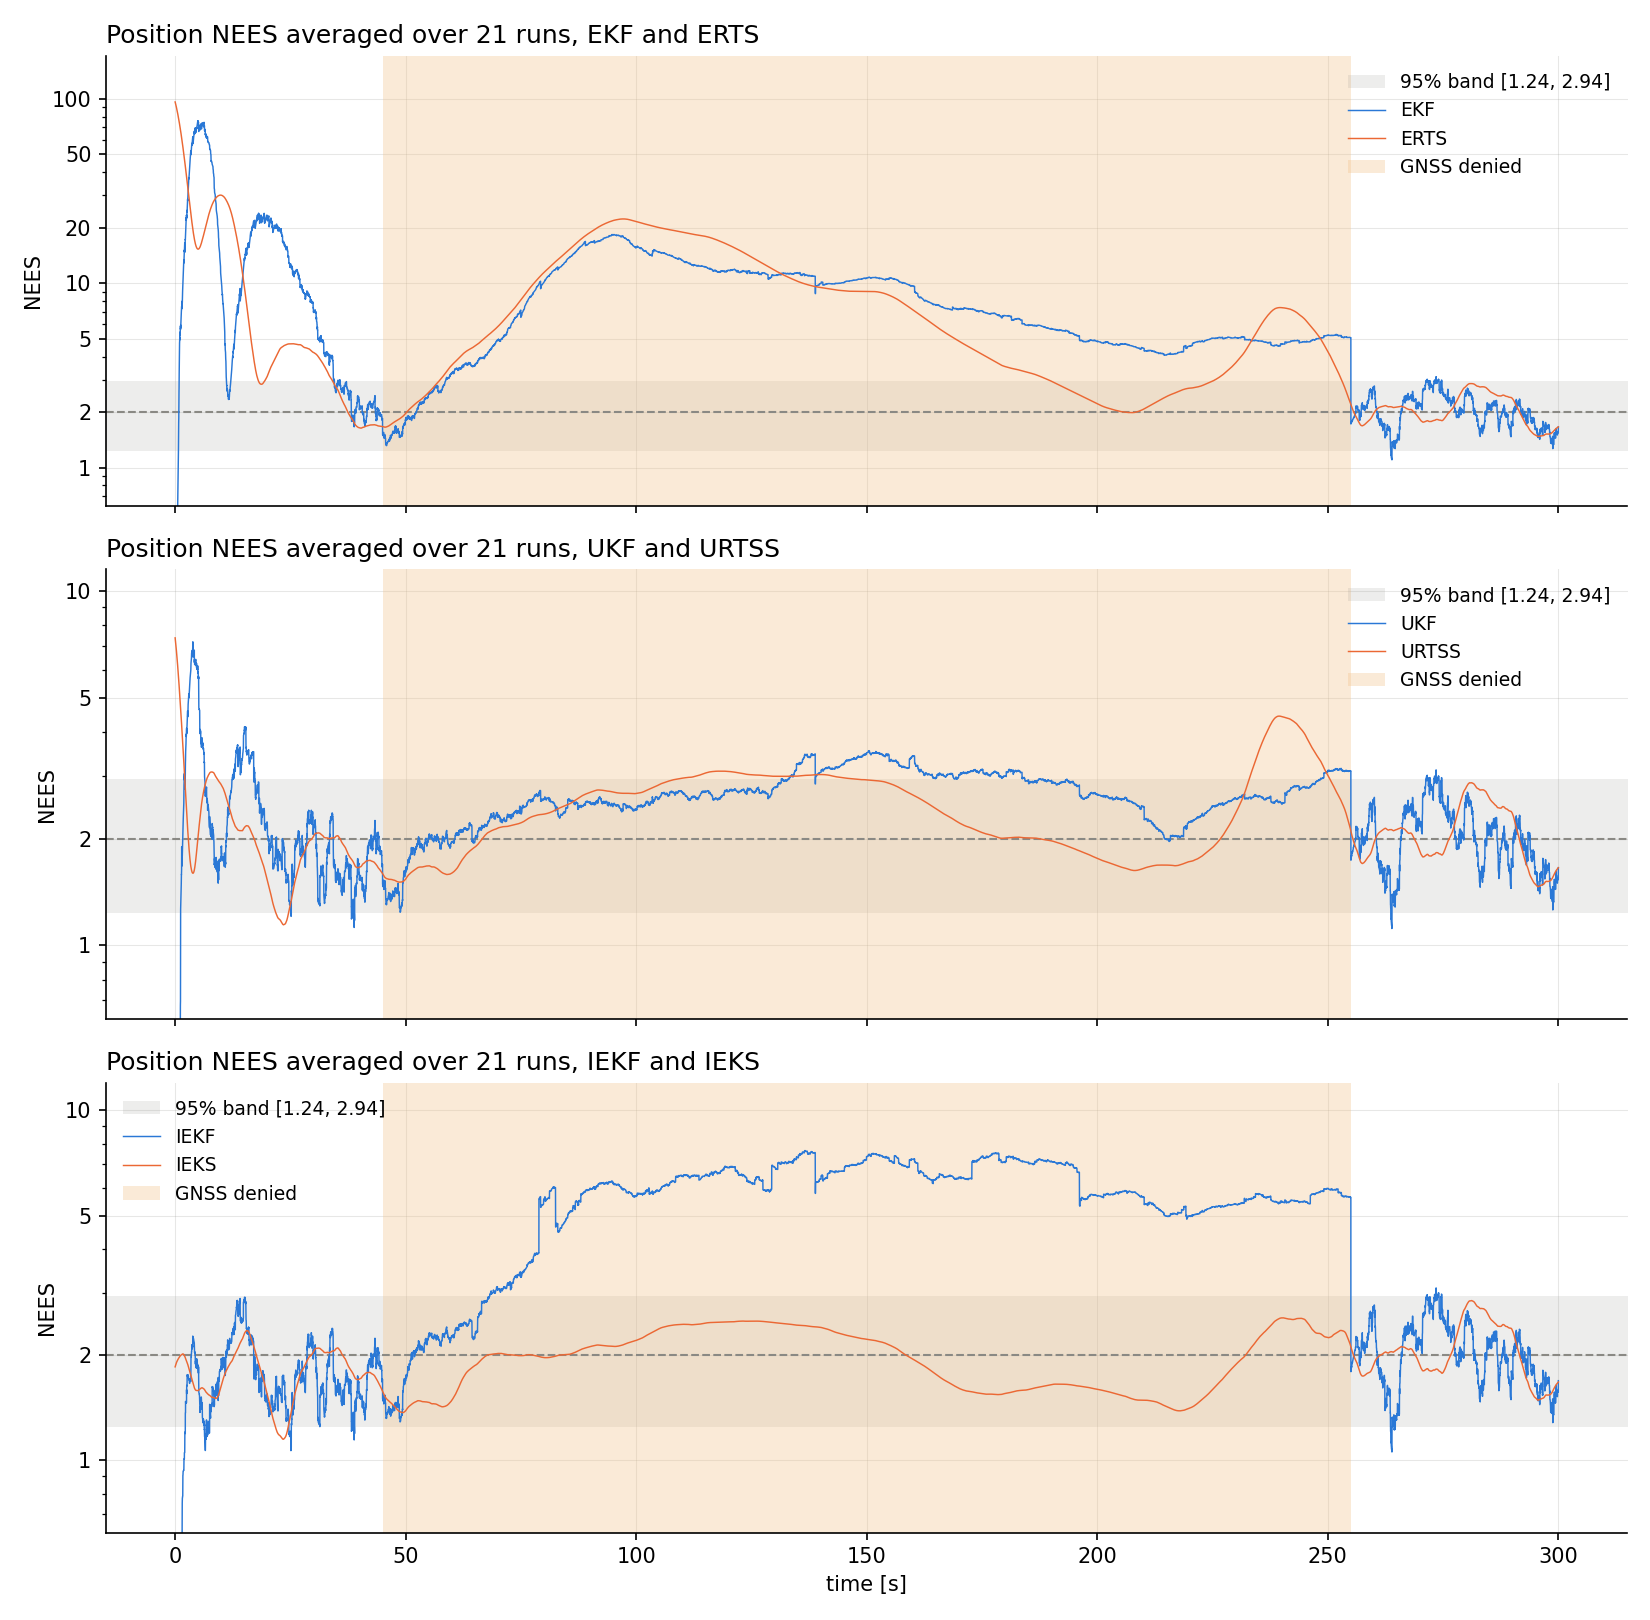 Position NEES averaged over 21 runs, EKF and ERTS
100
50
20
10
5
2
1
NEES
95% band [1.24, 2.94]
EKF
ERTS
GNSS denied
Position NEES averaged over 21 runs, UKF and URTSS
10
5
2
1
NEES
95% band [1.24, 2.94]
UKF
URTSS
GNSS denied
Position NEES averaged over 21 runs, IEKF and IEKS
10
5
2
1
NEES
95% band [1.24, 2.94]
IEKF
IEKS
GNSS denied
0 50 100 150 200 250 300
time [s]